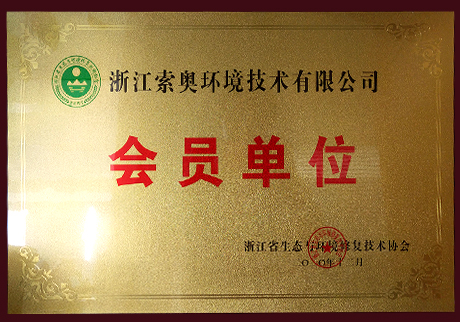 浙江索奥环境技术有限公司
会员单位
浙江省生态与环境修复技术协会